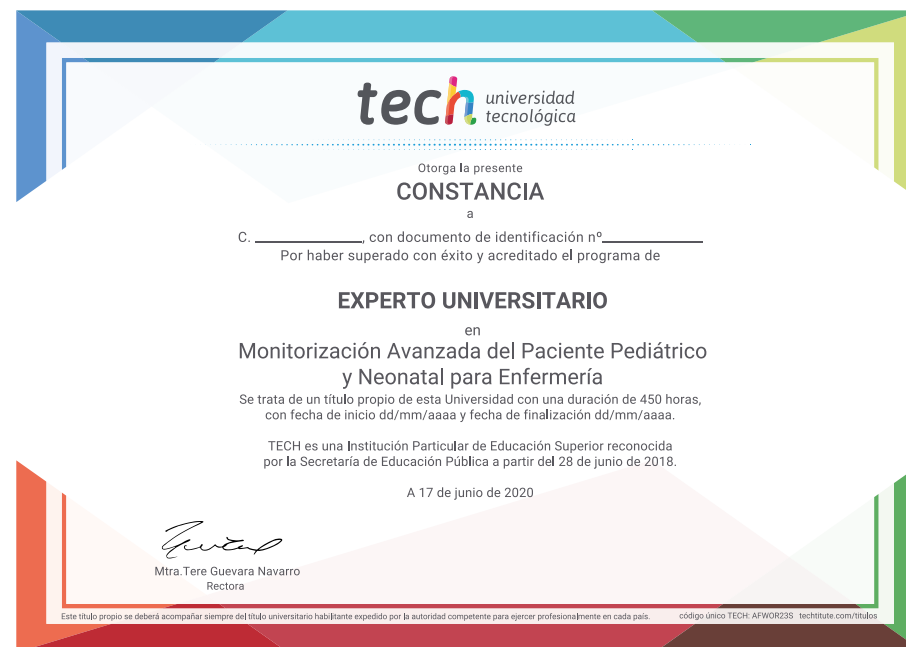 tech universidad
tecnológica
Otorga la presente
CONSTANCIA
a
C. ____________, con documento de identificación nº____________
Por haber superado con éxito y acreditado el programa de
EXPERTO UNIVERSITARIO
en
Monitorización Avanzada del Paciente Pediátrico
y Neonatal para Enfermería
Se trata de un título propio de esta Universidad con una duración de 450 horas,
con fecha de inicio dd/mm/aaaa y fecha de finalización dd/mm/aaaa.
TECH es una Institución Particular de Educación Superior reconocida
por la Secretaría de Educación Pública a partir del 28 de junio de 2018.
A 17 de junio de 2020
Mtra.Tere Guevara Navarro
Rectora
Este título propio se deberá acompañar siempre del título universitario habilitante expedido por la autoridad competente para ejercer profesionalmente en cada país. código único TECH: AFWOR23S techtitute.com/titulos